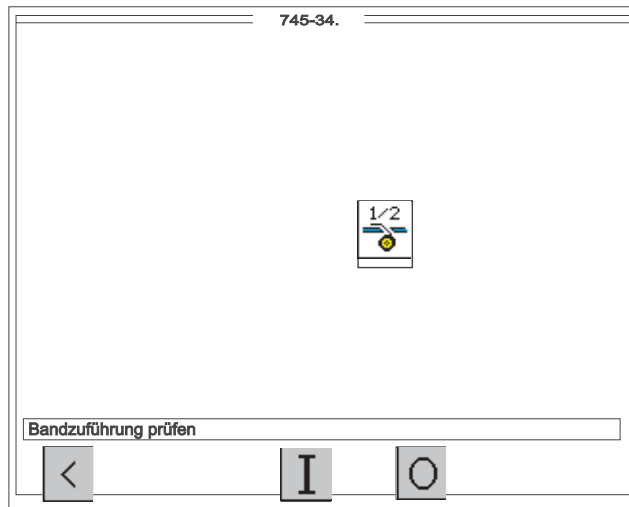 745-34.
1/2
Bandzuführung prüfen
< I O